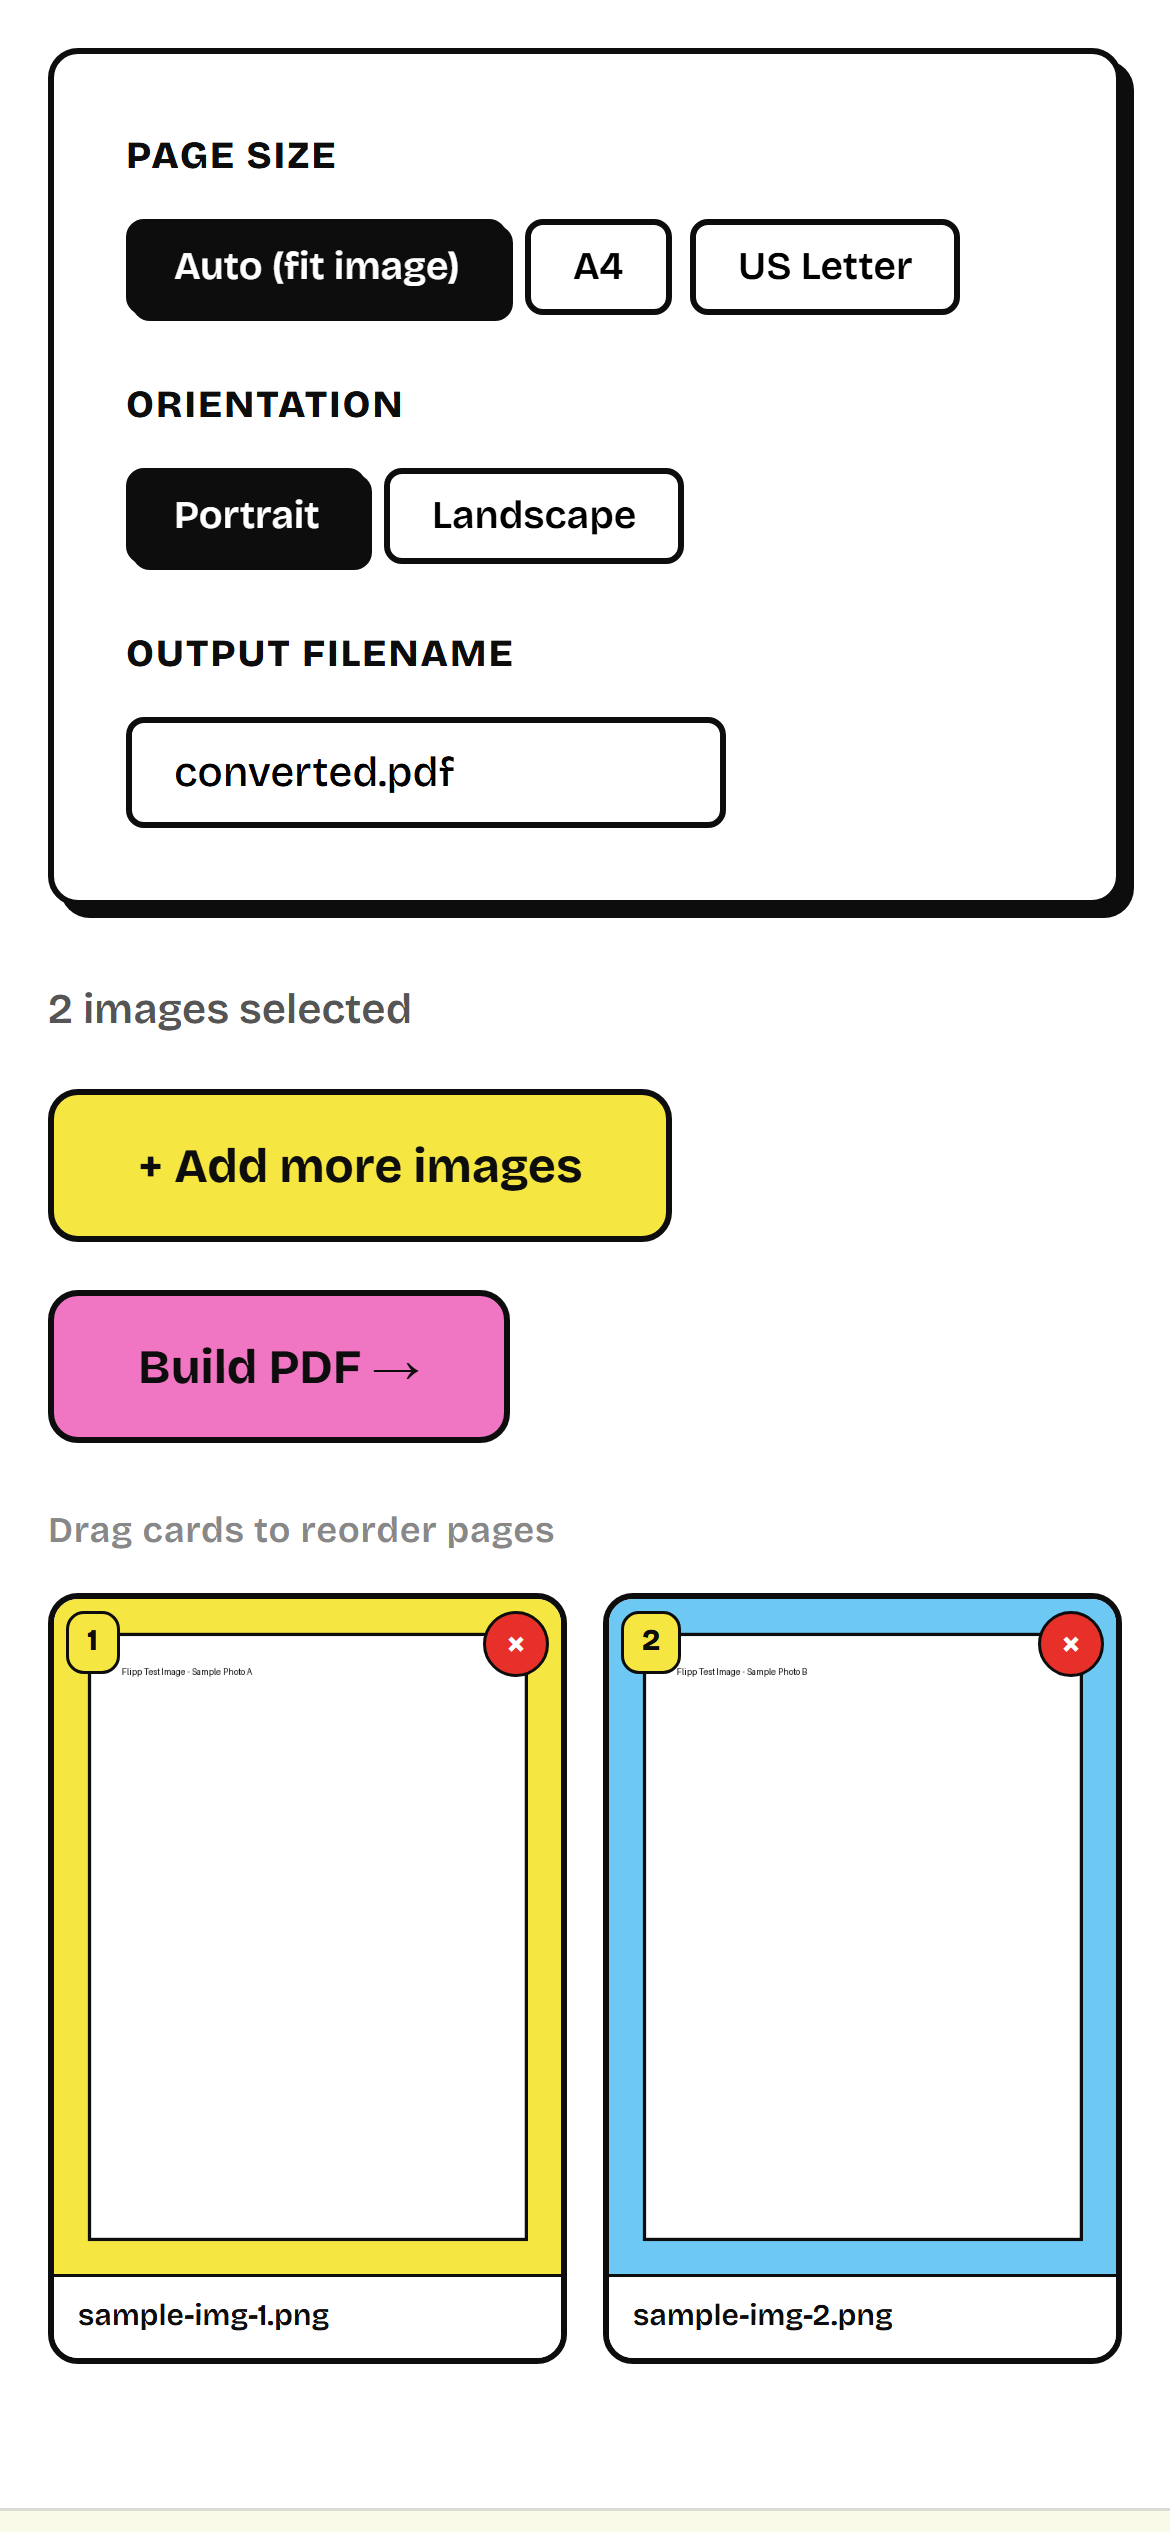 PAGE SIZE
Auto (fit image) A4 US Letter
ORIENTATION
Portrait Landscape
OUTPUT FILENAME
converted.pdf
2 images selected
+ Add more images
Build PDF →
Drag cards to reorder pages
1 × 2 ×
Flipp Test Image - Sample Photo A Flipp Test Image - Sample Photo B
sample-img-1.png sample-img-2.png